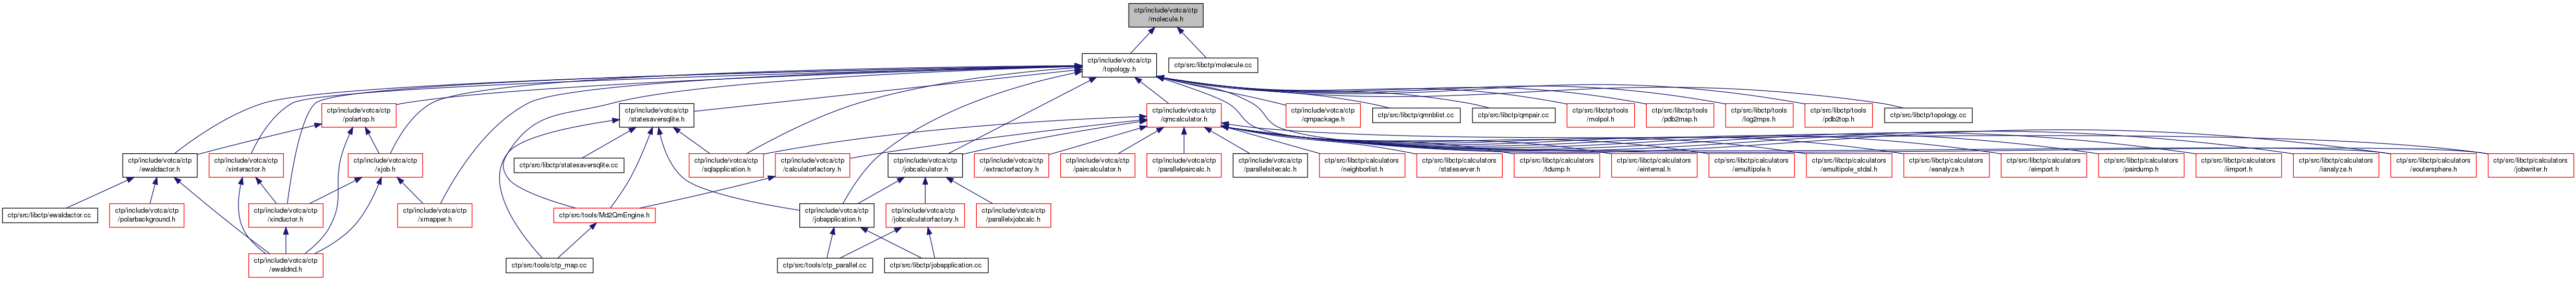 ctp/include/votca/ctp
/molecule.h
ctp/include/votca/ctp
/topology.h
ctp/src/libctp/molecule.cc
ctp/include/votca/ctp
/polartop.h
ctp/include/votca/ctp
/statesaversqlite.h
ctp/include/votca/ctp
/qmcalculator.h
ctp/include/votca/ctp
/qmpackage.h
ctp/src/libctp/qmnblist.cc
ctp/src/libctp/qmpair.cc
ctp/src/libctp/tools
/molpol.h
ctp/src/libctp/tools
/pdb2map.h
ctp/src/libctp/tools
/log2mps.h
ctp/src/libctp/tools
/pdb2top.h
ctp/src/libctp/topology.cc
ctp/include/votca/ctp
/ewaldactor.h
ctp/include/votca/ctp
/xinteractor.h
ctp/include/votca/ctp
/xjob.h
ctp/src/libctp/statesaversqlite.cc
ctp/include/votca/ctp
/sqlapplication.h
ctp/include/votca/ctp
/calculatorfactory.h
ctp/include/votca/ctp
/jobcalculator.h
ctp/include/votca/ctp
/extractorfactory.h
ctp/include/votca/ctp
/paircalculator.h
ctp/include/votca/ctp
/parallelpaircalc.h
ctp/include/votca/ctp
/parallelsitecalc.h
ctp/src/libctp/calculators
/neighborlist.h
ctp/src/libctp/calculators
/stateserver.h
ctp/src/libctp/calculators
/tdump.h
ctp/src/libctp/calculators
/einternal.h
ctp/src/libctp/calculators
/emultipole.h
ctp/src/libctp/calculators
/emultipole_stdal.h
ctp/src/libctp/calculators
/eanalyze.h
ctp/src/libctp/calculators
/eimport.h
ctp/src/libctp/calculators
/pairdump.h
ctp/src/libctp/calculators
/iimport.h
ctp/src/libctp/calculators
/ianalyze.h
ctp/src/libctp/calculators
/eoutersphere.h
ctp/src/libctp/calculators
/jobwriter.h
ctp/src/libctp/ewaldactor.cc
ctp/include/votca/ctp
/polarbackground.h
ctp/include/votca/ctp
/xinductor.h
ctp/include/votca/ctp
/xmapper.h
ctp/src/tools/Md2QmEngine.h
ctp/include/votca/ctp
/jobapplication.h
ctp/include/votca/ctp
/jobcalculatorfactory.h
ctp/include/votca/ctp
/parallelxjobcalc.h
ctp/include/votca/ctp
/ewaldnd.h
ctp/src/tools/ctp_map.cc
ctp/src/tools/ctp_parallel.cc
ctp/src/libctp/jobapplication.cc